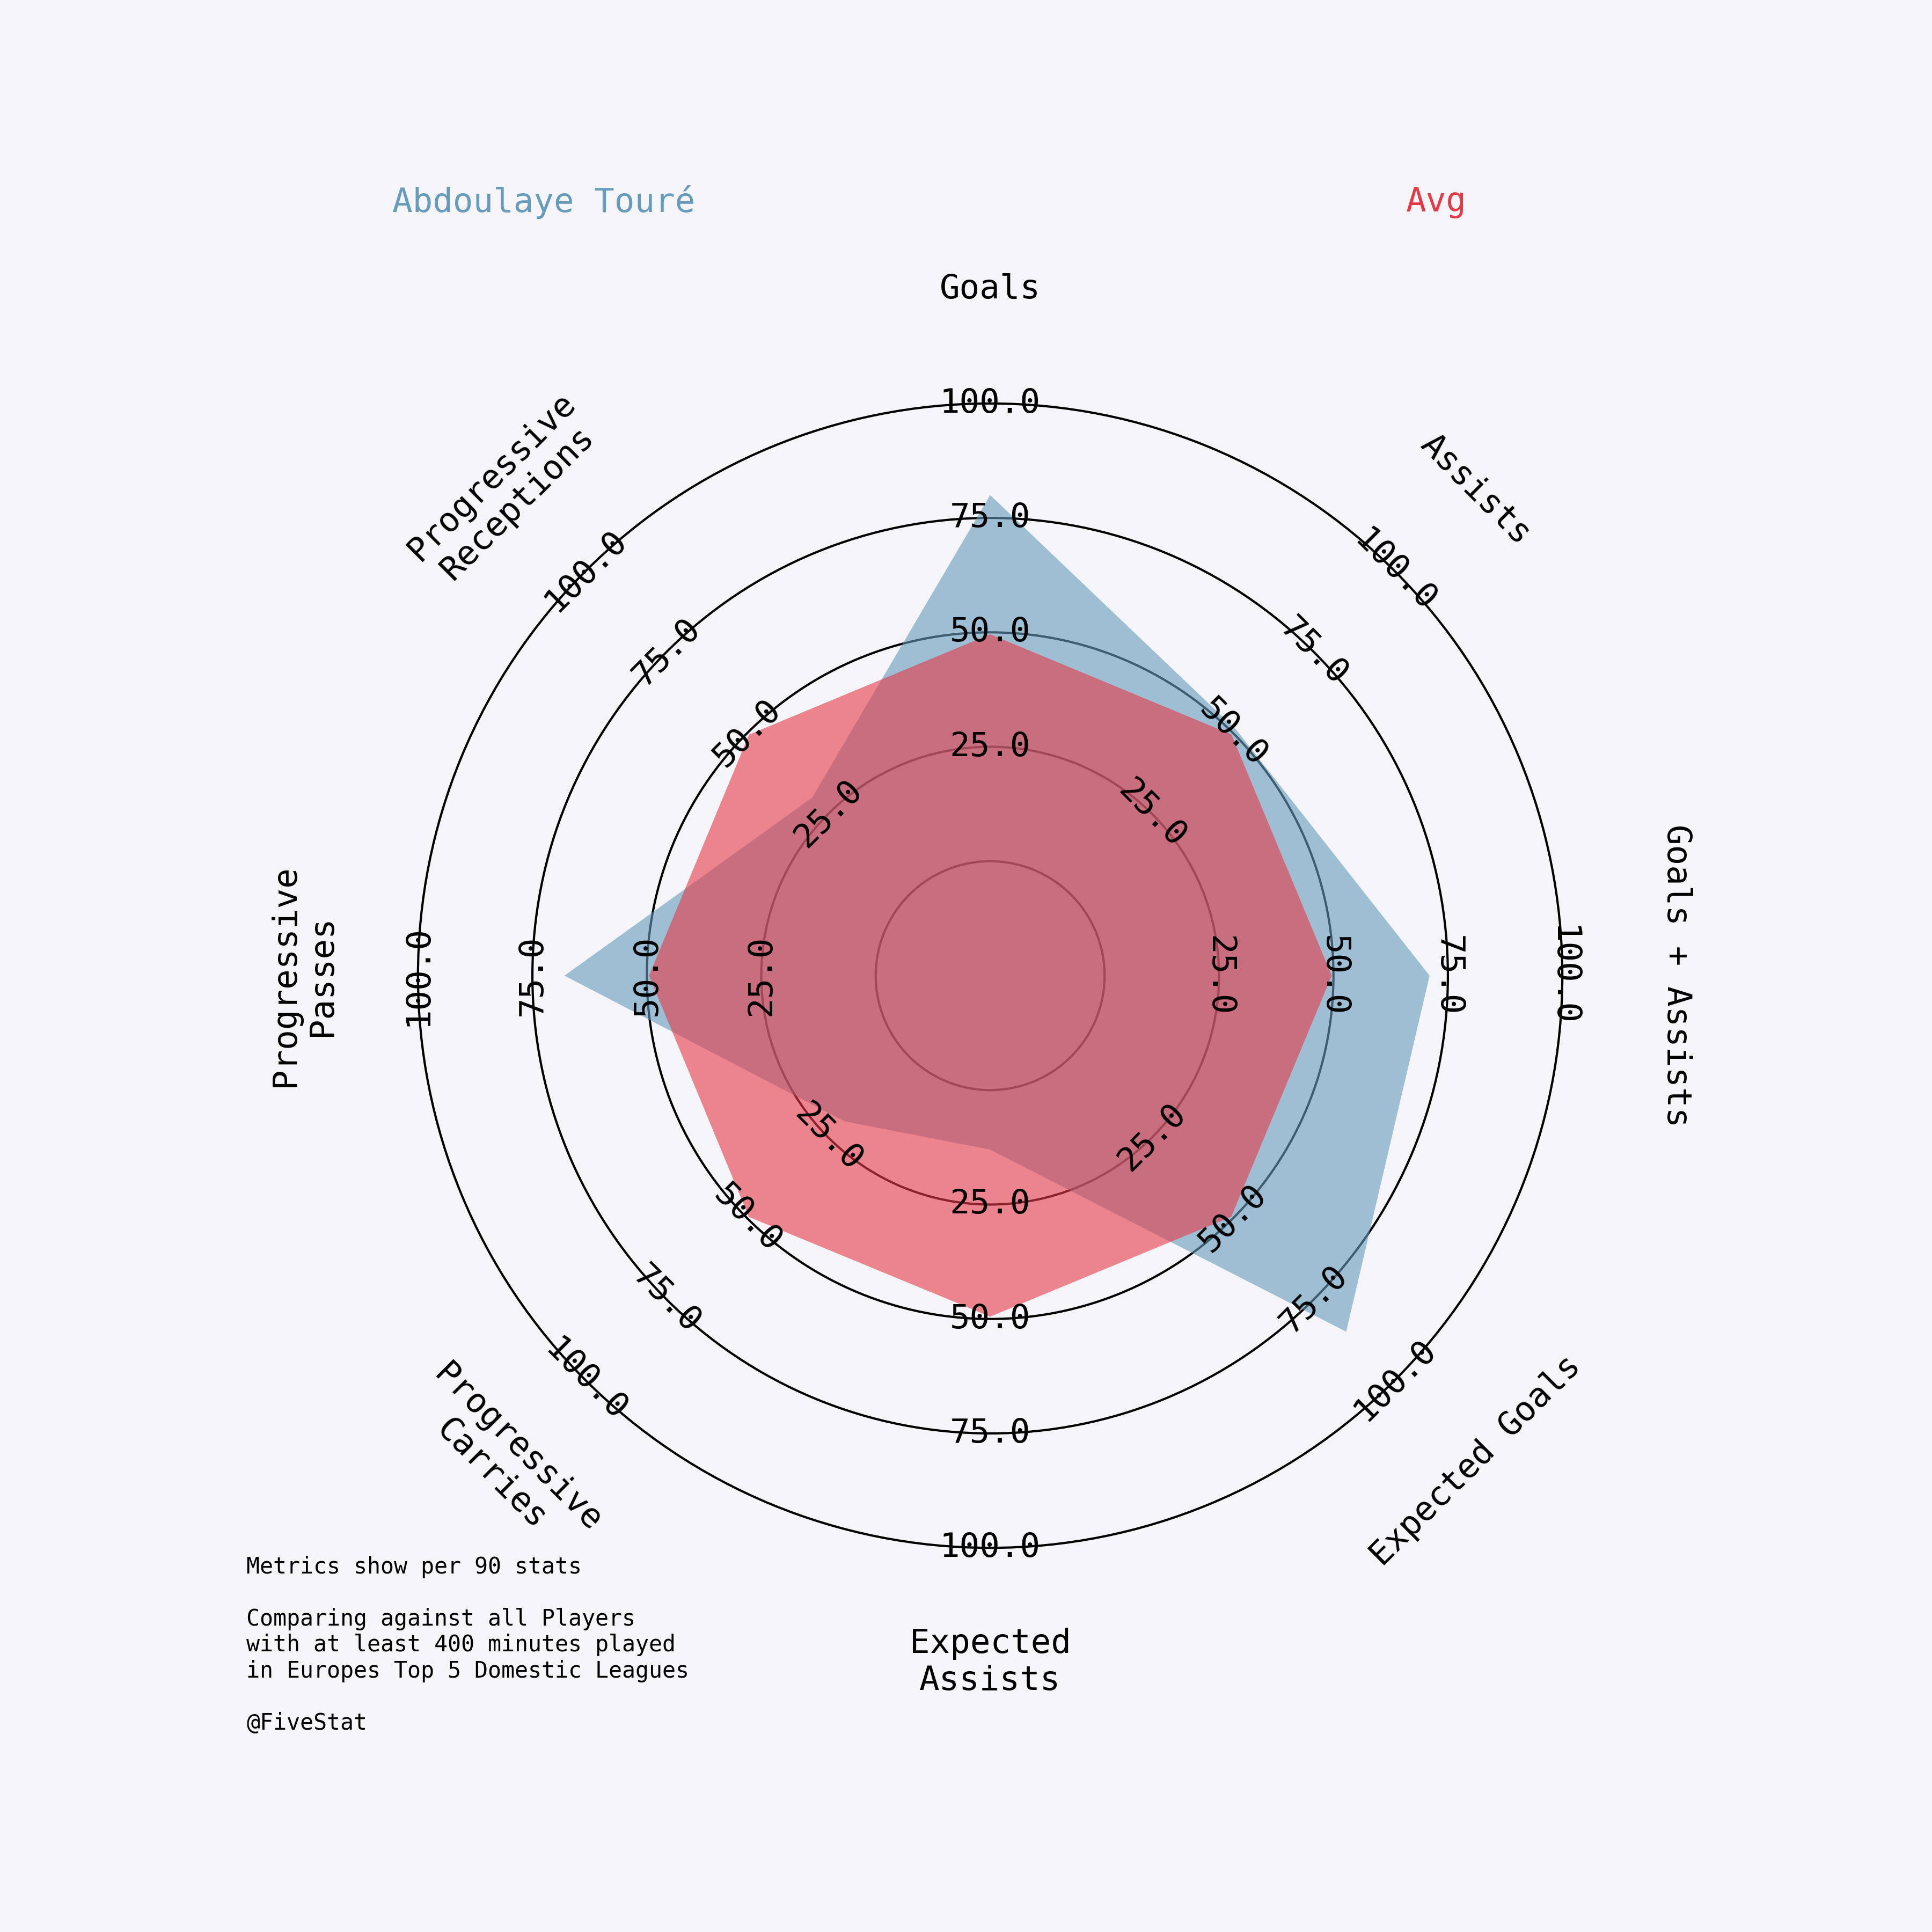 Abdoulaye Touré
Avg
Goals
Assists
Goals + Assists
Expected Goals
Expected
Assists
Progressive
Carries
Progressive
Passes
Progressive
Receptions
25.0
50.0
75.0
100.0
25.0
50.0
75.0
100.0
25.0
50.0
75.0
100.0
25.0
50.0
75.0
100.0
25.0
50.0
75.0
100.0
25.0
50.0
75.0
100.0
25.0
50.0
75.0
100.0
25.0
50.0
75.0
100.0
Metrics show per 90 stats
Comparing against all Players
with at least 400 minutes played
in Europes Top 5 Domestic Leagues
@FiveStat